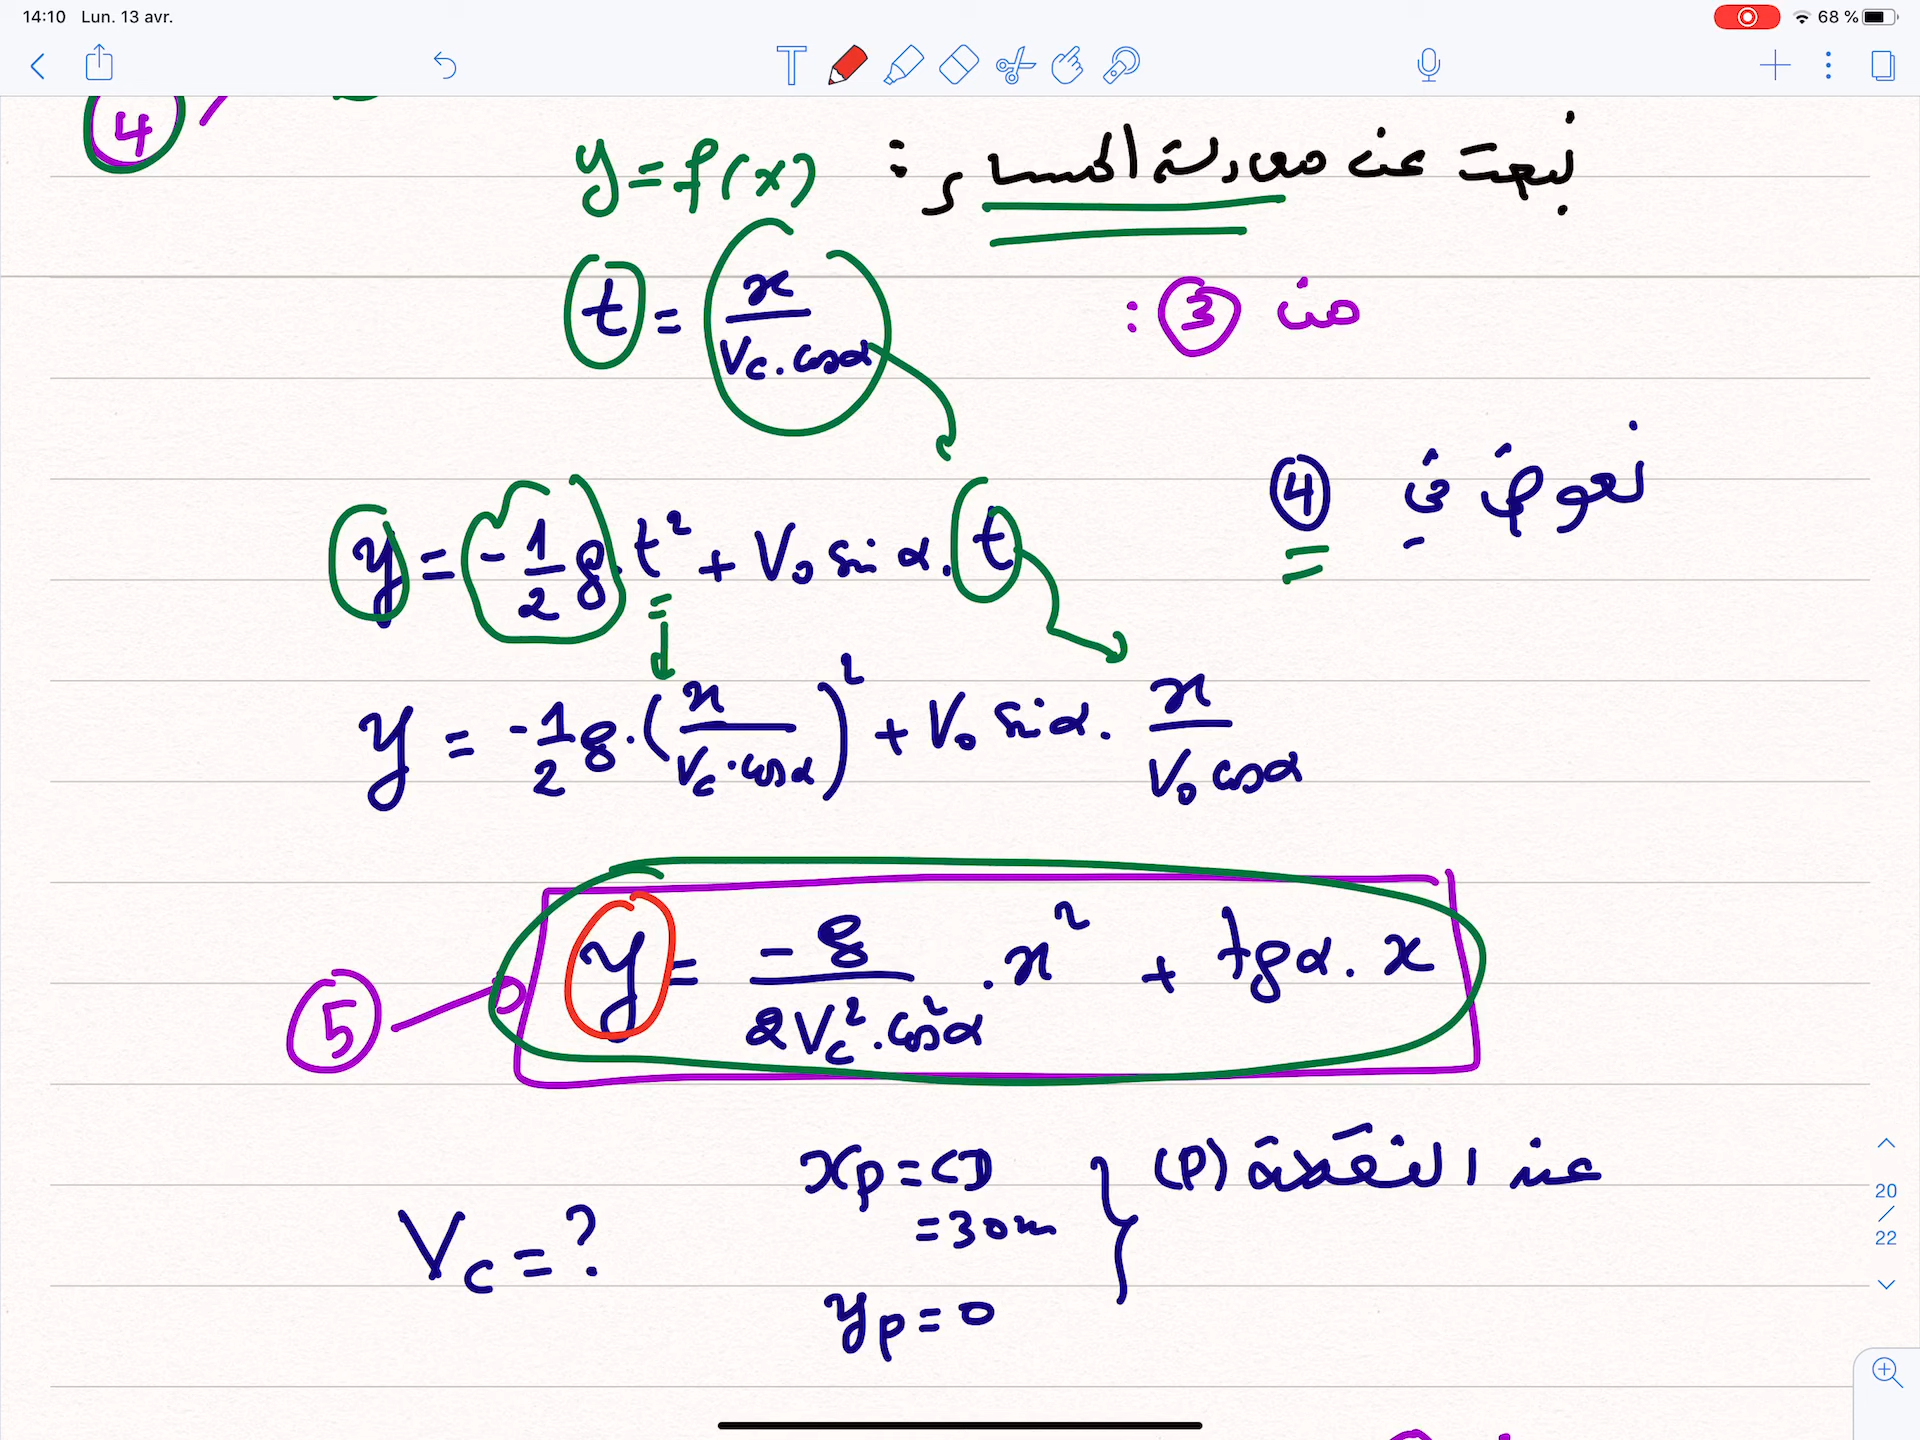 14:10 Lun. 13 avr. 68 %
4
نبحث عن معادلة المسار : y = f(x)
من ③ : t = x / (Vc . cosα)
نعوض في ④
y = -1/2 g . t² + V₀ sin α . t
y = -1/2 g . (x / (Vc . cosα))² + V₀ sin α . x / (V₀ cosα)
⑤ y = -g / (2Vc² . cos²α) . x² + tgα . x
عند النقطة (P) } xp = CD
= 30m
yp = 0
Vc = ?
20
/
22